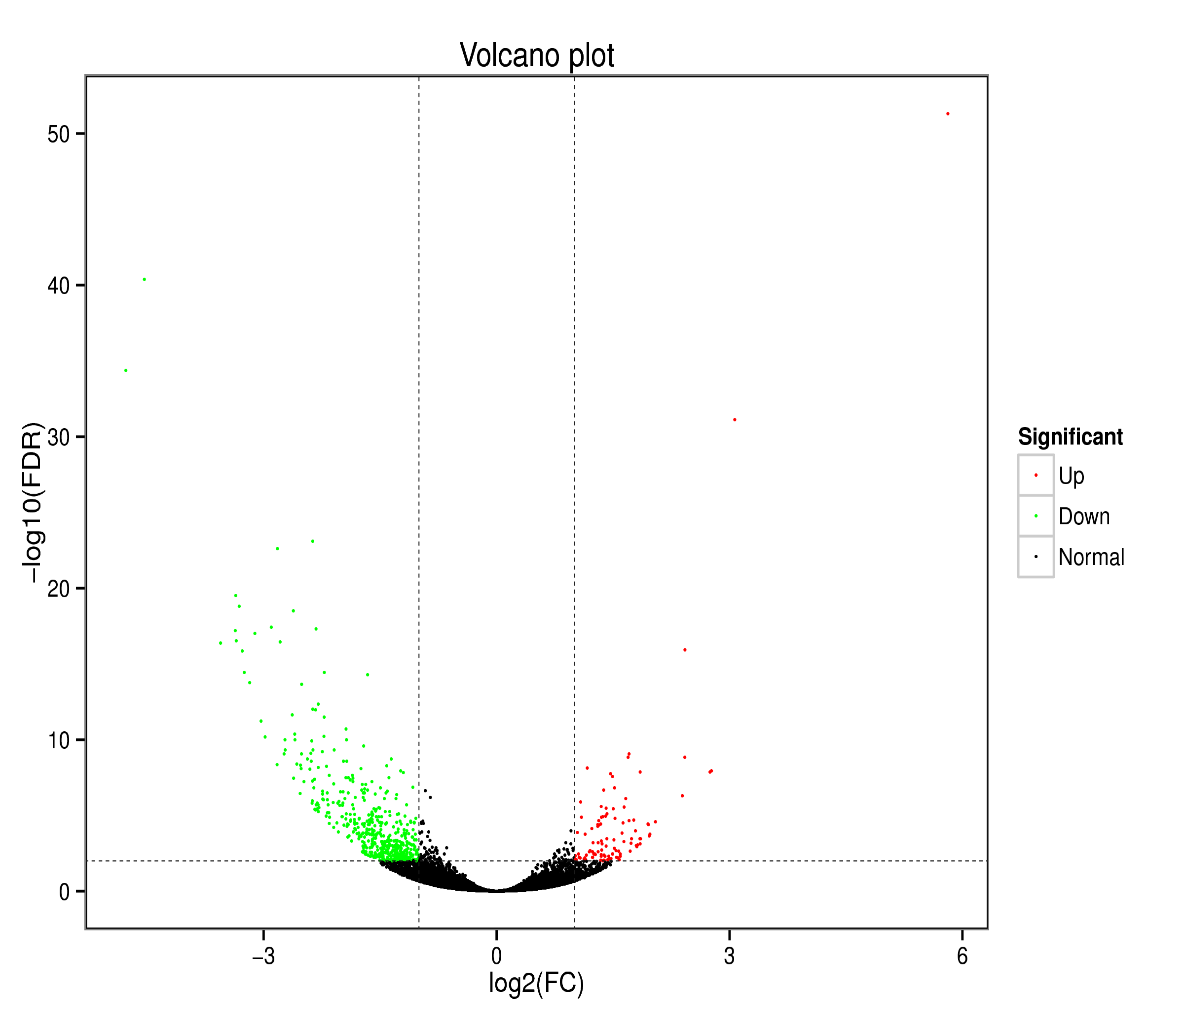 Volcano plot
50
40
30
20
10
0
−log10(FDR)
−3
0
3
6
log2(FC)
Significant
Up
Down
Normal